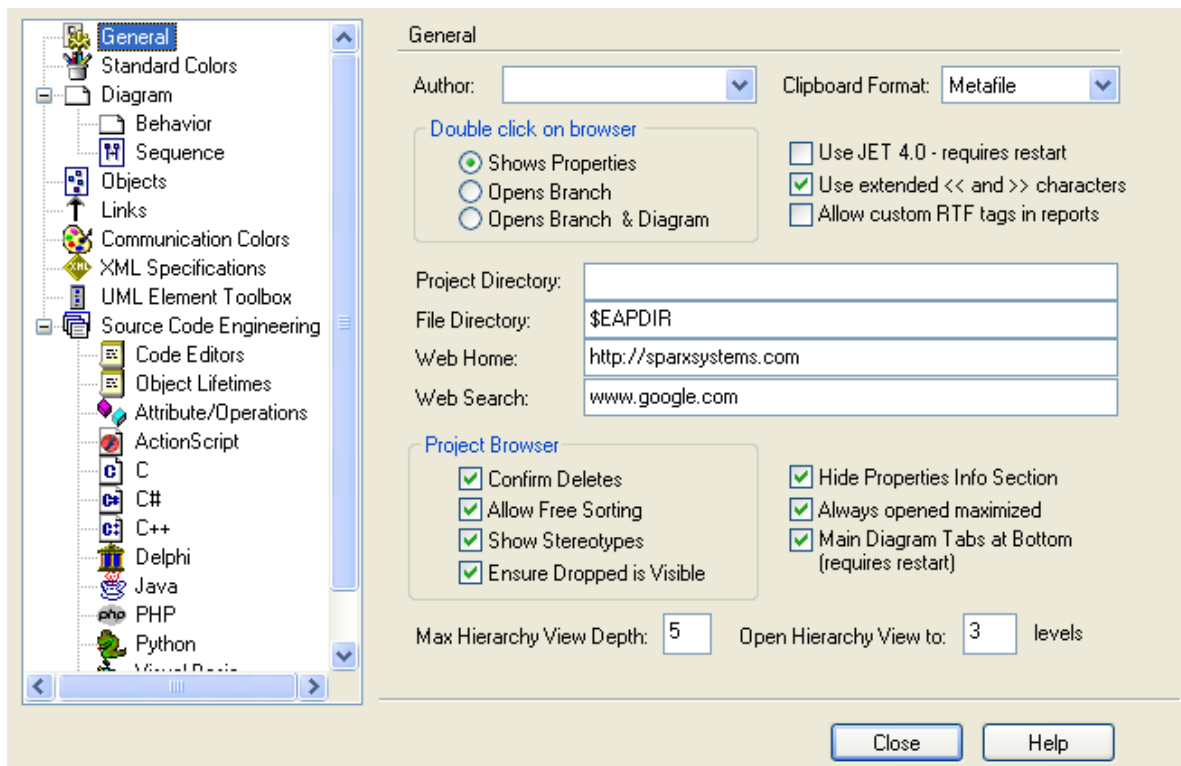 General
Standard Colors
Diagram
Behavior
Sequence
Objects
Links
Communication Colors
XML Specifications
UML Element Toolbox
Source Code Engineering
Code Editors
Object Lifetimes
Attribute/Operations
ActionScript
C
C#
C++
Delphi
Java
php PHP
Python
General
Author:
Clipboard Format: Metafile
Double click on browser
Shows Properties
Opens Branch
Opens Branch & Diagram
Use JET 4.0 - requires restart
Use extended << and >> characters
Allow custom RTF tags in reports
Project Directory:
File Directory: $EAPDIR
Web Home: http://sparxsystems.com
Web Search: www.google.com
Project Browser
Confirm Deletes
Allow Free Sorting
Show Stereotypes
Ensure Dropped is Visible
Hide Properties Info Section
Always opened maximized
Main Diagram Tabs at Bottom
(requires restart)
Max Hierarchy View Depth: 5 Open Hierarchy View to: 3 levels
Close Help